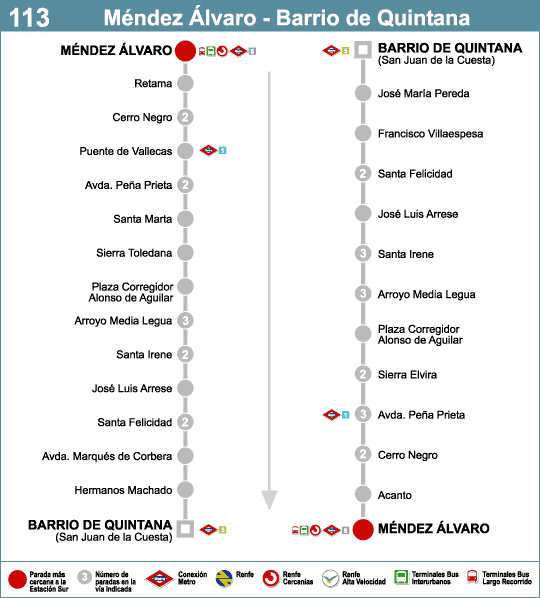 113 Méndez Álvaro - Barrio de Quintana
MÉNDEZ ÁLVARO 6
Retama
Cerro Negro 2
Puente de Vallecas 1
Avda. Peña Prieta 2
Santa Marta
Sierra Toledana
Plaza Corregidor
Alonso de Aguilar
Arroyo Media Legua 3
Santa Irene 2
José Luis Arrese
Santa Felicidad 2
Avda. Marqués de Corbera
Hermanos Machado
BARRIO DE QUINTANA
(San Juan de la Cuesta)
BARRIO DE QUINTANA
(San Juan de la Cuesta)
José María Pereda
Francisco Villaespesa
2 Santa Felicidad
José Luis Arrese
3 Santa Irene
3 Arroyo Media Legua
Plaza Corregidor
Alonso de Aguilar
2 Sierra Elvira
1 3 Avda. Peña Prieta
2 Cerro Negro
Acanto
6 MÉNDEZ ÁLVARO
Parada más
cercana a la
Estación Sur
3 Número de
paradas en la
vía indicada
Metro
Conexión
Metro
Renfe
Renfe
Cercanías
Renfe
Alta Velocidad
Terminales Bus
Interurbanos
Terminales Bus
Largo Recorrido